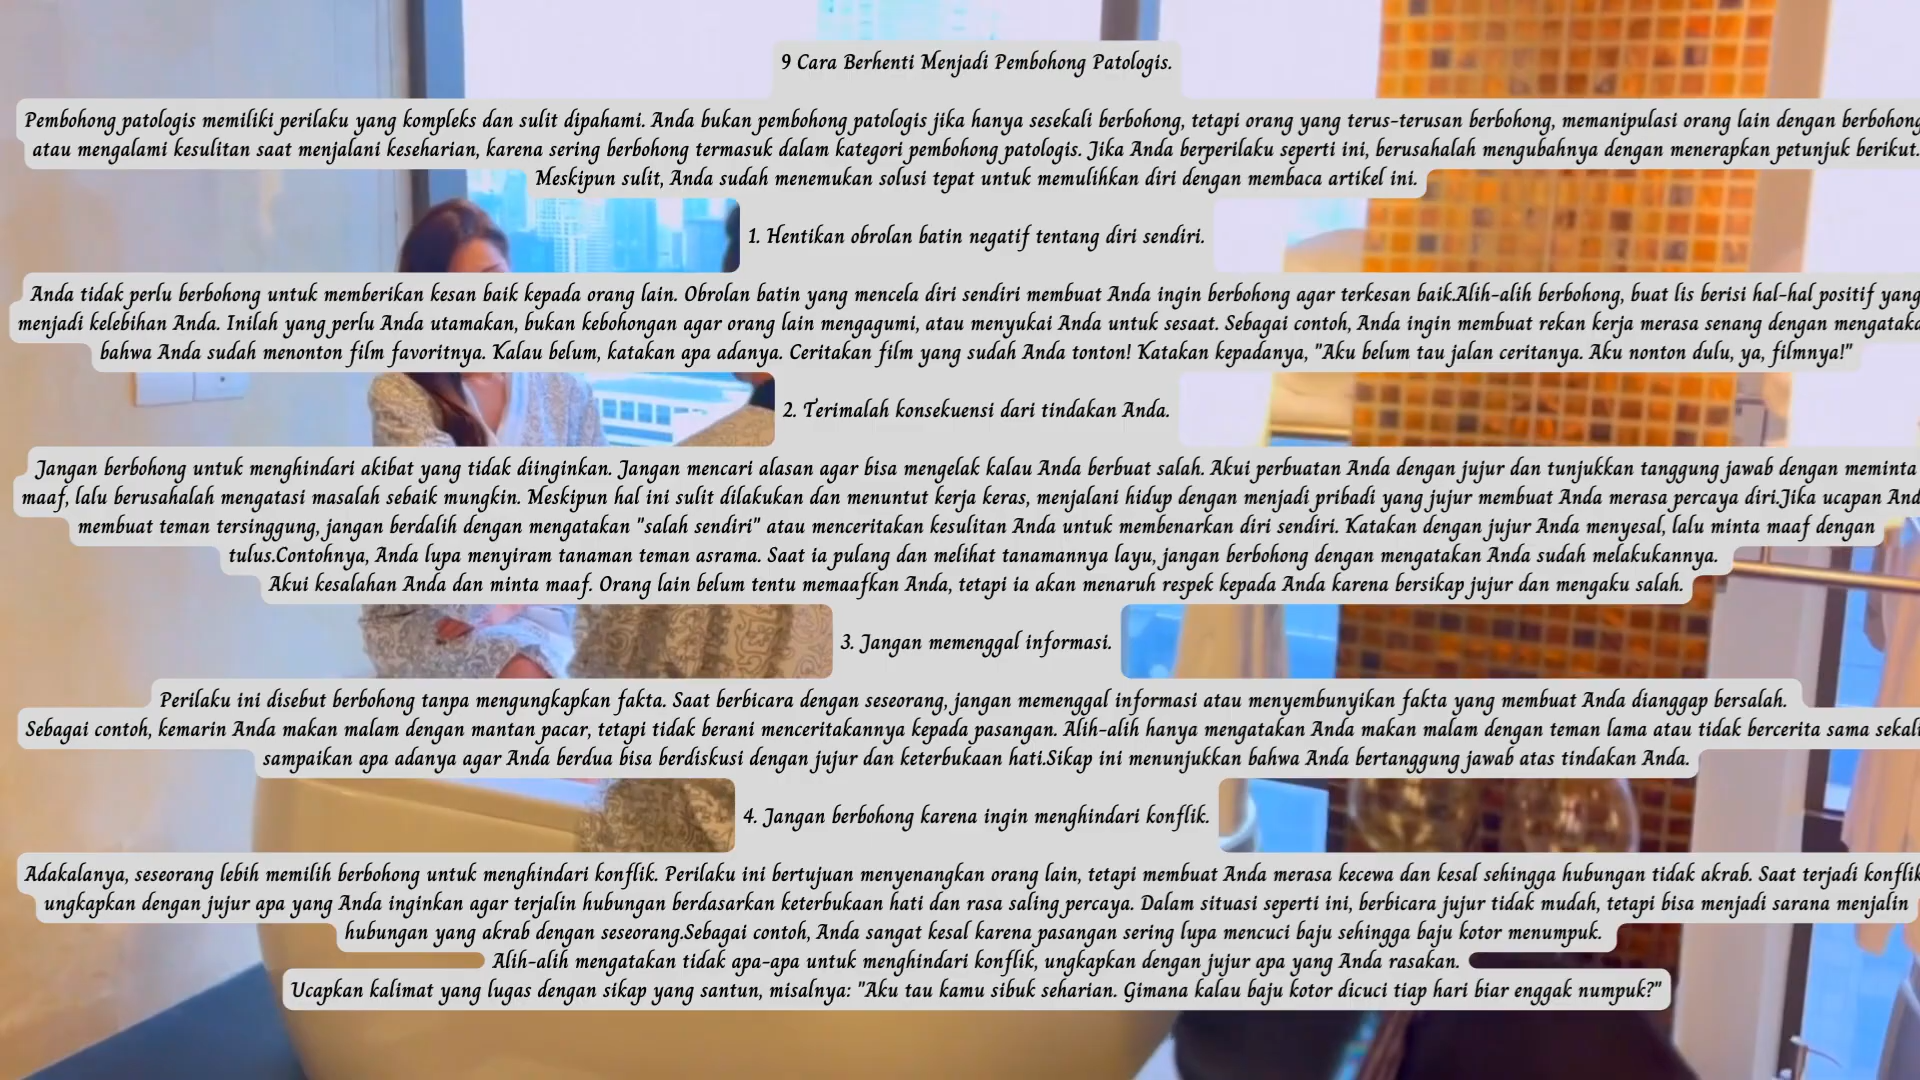 9 Cara Berhenti Menjadi Pembohong Patologis.
Pembohong patologis memiliki perilaku yang kompleks dan sulit dipahami. Anda bukan pembohong patologis jika hanya sesekali berbohong, tetapi orang yang terus-terusan berbohong, memanipulasi orang lain dengan berbohong
atau mengalami kesulitan saat menjalani keseharian, karena sering berbohong termasuk dalam kategori pembohong patologis. Jika Anda berperilaku seperti ini, berusahalah mengubahnya dengan menerapkan petunjuk berikut.
Meskipun sulit, Anda sudah menemukan solusi tepat untuk memulihkan diri dengan membaca artikel ini.
1. Hentikan obrolan batin negatif tentang diri sendiri.
Anda tidak perlu berbohong untuk memberikan kesan baik kepada orang lain. Obrolan batin yang mencela diri sendiri membuat Anda ingin berbohong agar terkesan baik.Alih-alih berbohong, buat lis berisi hal-hal positif yang
menjadi kelebihan Anda. Inilah yang perlu Anda utamakan, bukan kebohongan agar orang lain mengagumi, atau menyukai Anda untuk sesaat. Sebagai contoh, Anda ingin membuat rekan kerja merasa senang dengan mengataka
bahwa Anda sudah menonton film favoritnya. Kalau belum, katakan apa adanya. Ceritakan film yang sudah Anda tonton! Katakan kepadanya, "Aku belum tau jalan ceritanya. Aku nonton dulu, ya, filmnya!"
2. Terimalah konsekuensi dari tindakan Anda.
Jangan berbohong untuk menghindari akibat yang tidak diinginkan. Jangan mencari alasan agar bisa mengelak kalau Anda berbuat salah. Akui perbuatan Anda dengan jujur dan tunjukkan tanggung jawab dengan meminta
maaf, lalu berusahalah mengatasi masalah sebaik mungkin. Meskipun hal ini sulit dilakukan dan menuntut kerja keras, menjalani hidup dengan menjadi pribadi yang jujur membuat Anda merasa percaya diri.Jika ucapan And
membuat teman tersinggung, jangan berdalih dengan mengatakan "salah sendiri" atau menceritakan kesulitan Anda untuk membenarkan diri sendiri. Katakan dengan jujur Anda menyesal, lalu minta maaf dengan
tulus.Contohnya, Anda lupa menyiram tanaman teman asrama. Saat ia pulang dan melihat tanamannya layu, jangan berbohong dengan mengatakan Anda sudah melakukannya.
Akui kesalahan Anda dan minta maaf. Orang lain belum tentu memaafkan Anda, tetapi ia akan menaruh respek kepada Anda karena bersikap jujur dan mengaku salah.
3. Jangan memenggal informasi.
Perilaku ini disebut berbohong tanpa mengungkapkan fakta. Saat berbicara dengan seseorang, jangan memenggal informasi atau menyembunyikan fakta yang membuat Anda dianggap bersalah.
Sebagai contoh, kemarin Anda makan malam dengan mantan pacar, tetapi tidak berani menceritakannya kepada pasangan. Alih-alih hanya mengatakan Anda makan malam dengan teman lama atau tidak bercerita sama sekali
sampaikan apa adanya agar Anda berdua bisa berdiskusi dengan jujur dan keterbukaan hati.Sikap ini menunjukkan bahwa Anda bertanggung jawab atas tindakan Anda.
4. Jangan berbohong karena ingin menghindari konflik.
Adakalanya, seseorang lebih memilih berbohong untuk menghindari konflik. Perilaku ini bertujuan menyenangkan orang lain, tetapi membuat Anda merasa kecewa dan kesal sehingga hubungan tidak akrab. Saat terjadi konflik
ungkapkan dengan jujur apa yang Anda inginkan agar terjalin hubungan berdasarkan keterbukaan hati dan rasa saling percaya. Dalam situasi seperti ini, berbicara jujur tidak mudah, tetapi bisa menjadi sarana menjalin
hubungan yang akrab dengan seseorang.Sebagai contoh, Anda sangat kesal karena pasangan sering lupa mencuci baju sehingga baju kotor menumpuk.
Alih-alih mengatakan tidak apa-apa untuk menghindari konflik, ungkapkan dengan jujur apa yang Anda rasakan.
Ucapkan kalimat yang lugas dengan sikap yang santun, misalnya: "Aku tau kamu sibuk seharian. Gimana kalau baju kotor dicuci tiap hari biar enggak numpuk?"